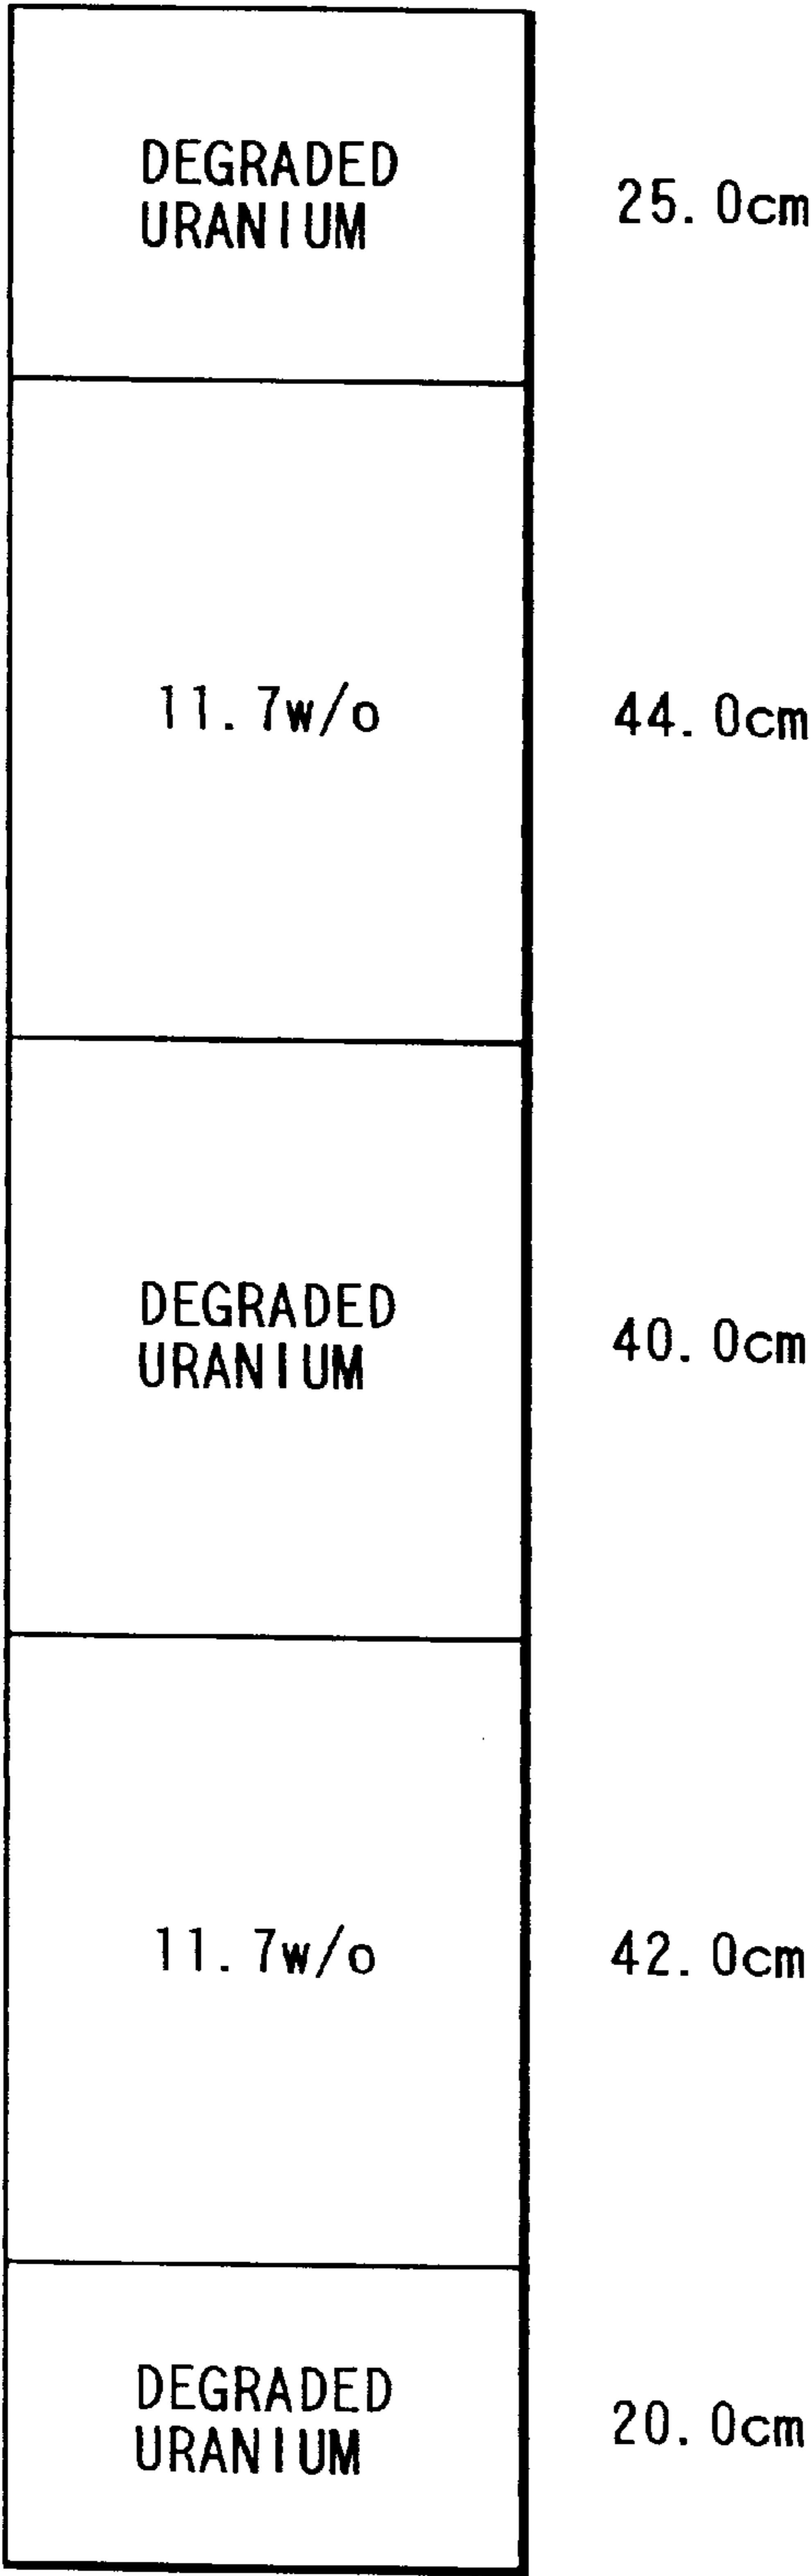 DEGRADED
URANIUM
25.0cm
11.7w/o
44.0cm
DEGRADED
URANIUM
40.0cm
11.7w/o
42.0cm
DEGRADED
URANIUM
20.0cm